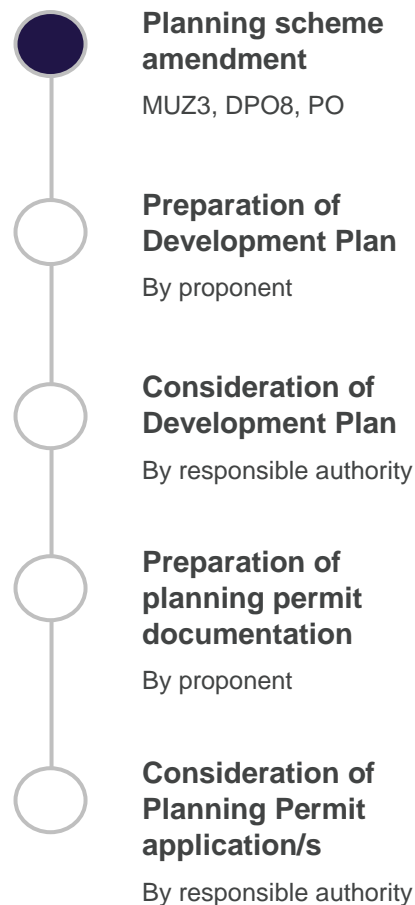 Planning scheme
amendment
MUZ3, DPO8, PO
Preparation of
Development Plan
By proponent
Consideration of
Development Plan
By responsible authority
Preparation of
planning permit
documentation
By proponent
Consideration of
Planning Permit
application/s
By responsible authority